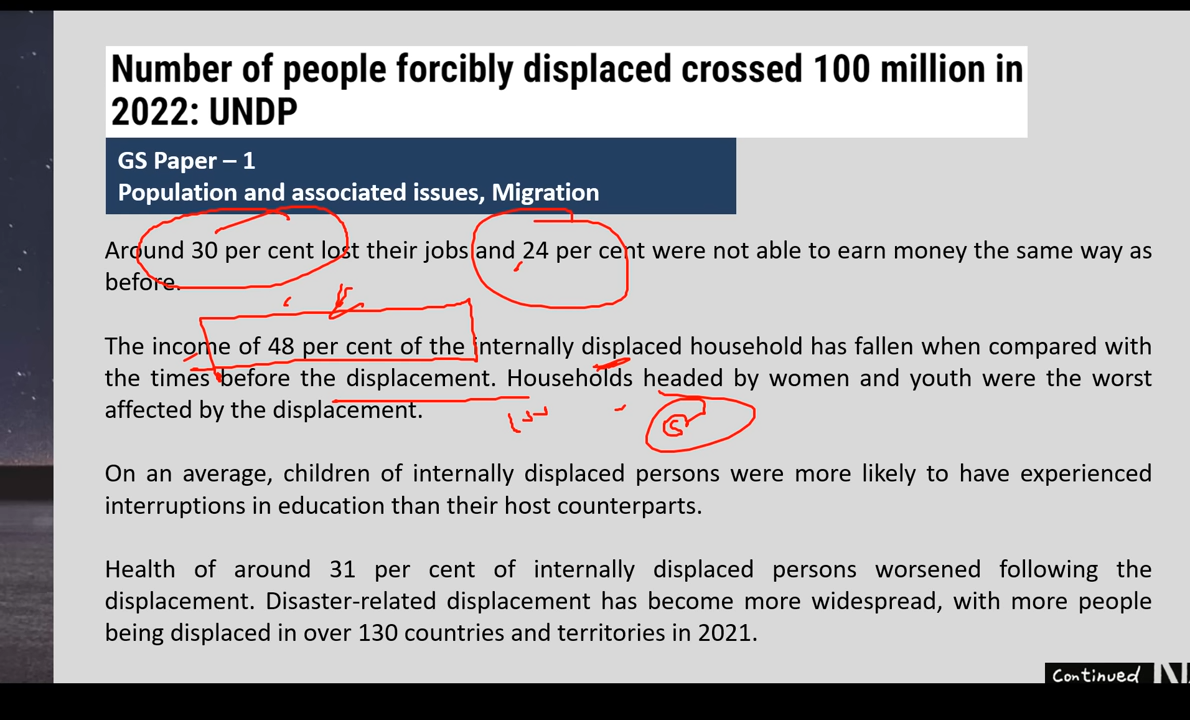 Number of people forcibly displaced crossed 100 million in
2022: UNDP
GS Paper – 1
Population and associated issues, Migration
Around 30 per cent lost their jobs and 24 per cent were not able to earn money the same way as
before.
The income of 48 per cent of the internally displaced household has fallen when compared with
the times before the displacement. Households headed by women and youth were the worst
affected by the displacement.
On an average, children of internally displaced persons were more likely to have experienced
interruptions in education than their host counterparts.
Health of around 31 per cent of internally displaced persons worsened following the
displacement. Disaster-related displacement has become more widespread, with more people
being displaced in over 130 countries and territories in 2021.
Continued